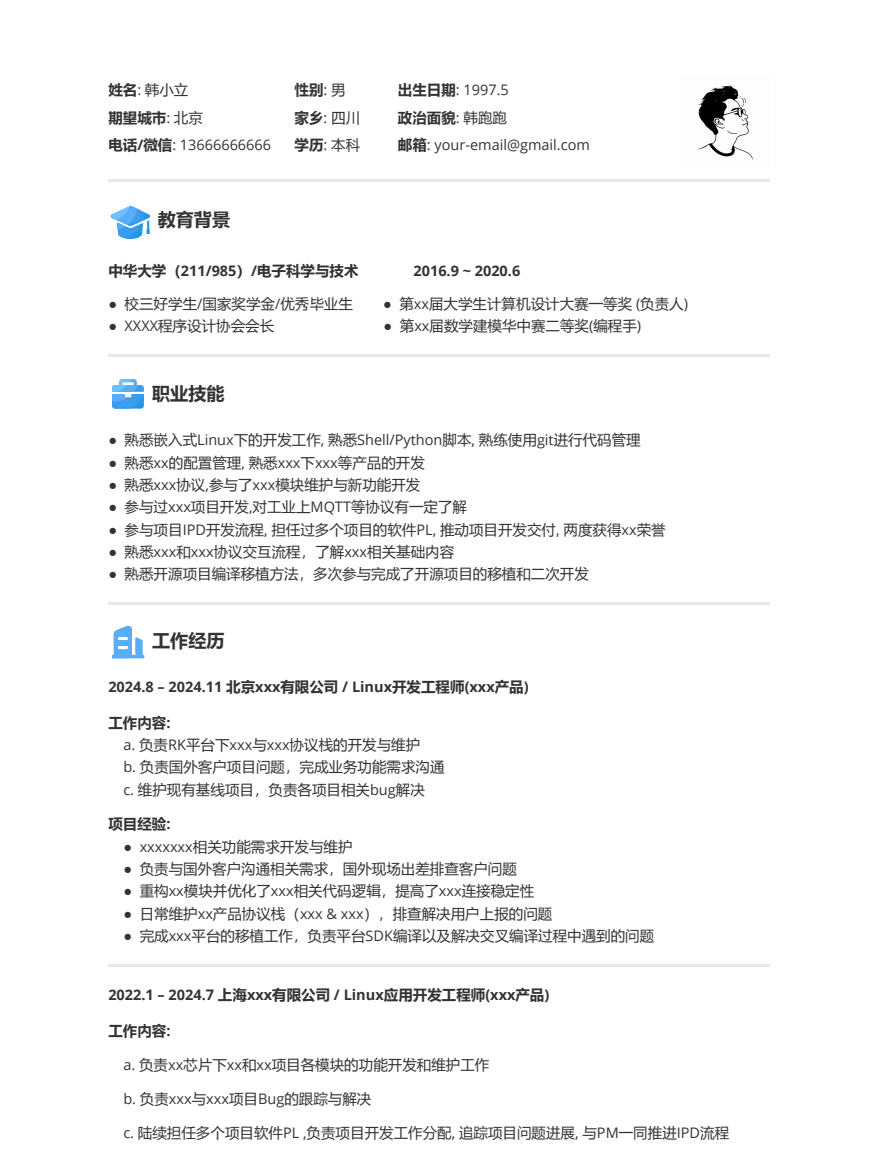 姓名: 韩小立 性别: 男 出生日期: 1997.5
期望城市: 北京 家乡: 四川 政治面貌: 韩跑跑
电话/微信: 13666666666 学历: 本科 邮箱: your-email@gmail.com
教育背景
中华大学（211/985）/电子科学与技术 2016.9 ~ 2020.6
● 校三好学生/国家奖学金/优秀毕业生 ● 第xx届大学生计算机设计大赛一等奖 (负责人)
● XXXX程序设计协会会长 ● 第xx届数学建模华中赛二等奖(编程手)
职业技能
● 熟悉嵌入式Linux下的开发工作, 熟悉Shell/Python脚本, 熟练使用git进行代码管理
● 熟悉xx的配置管理, 熟悉xxx下xxx等产品的开发
● 熟悉xxx协议,参与了xxx模块维护与新功能开发
● 参与过xxx项目开发,对工业上MQTT等协议有一定了解
● 参与项目IPD开发流程, 担任过多个项目的软件PL, 推动项目开发交付, 两度获得xx荣誉
● 熟悉xxx和xxx协议交互流程，了解xxx相关基础内容
● 熟悉开源项目编译移植方法，多次参与完成了开源项目的移植和二次开发
工作经历
2024.8 – 2024.11 北京xxx有限公司 / Linux开发工程师(xxx产品)
工作内容:
a. 负责RK平台下xxx与xxx协议栈的开发与维护
b. 负责国外客户项目问题，完成业务功能需求沟通
c. 维护现有基线项目，负责各项目相关bug解决
项目经验:
● xxxxxxx相关功能需求开发与维护
● 负责与国外客户沟通相关需求，国外现场出差排查客户问题
● 重构xx模块并优化了xxx相关代码逻辑，提高了xxx连接稳定性
● 日常维护xx产品协议栈（xxx & xxx），排查解决用户上报的问题
● 完成xxx平台的移植工作，负责平台SDK编译以及解决交叉编译过程中遇到的问题
2022.1 – 2024.7 上海xxx有限公司 / Linux应用开发工程师(xxx产品)
工作内容:
a. 负责xx芯片下xx和xx项目各模块的功能开发和维护工作
b. 负责xxx与xxx项目Bug的跟踪与解决
c. 陆续担任多个项目软件PL ,负责项目开发工作分配, 追踪项目问题进展, 与PM一同推进IPD流程